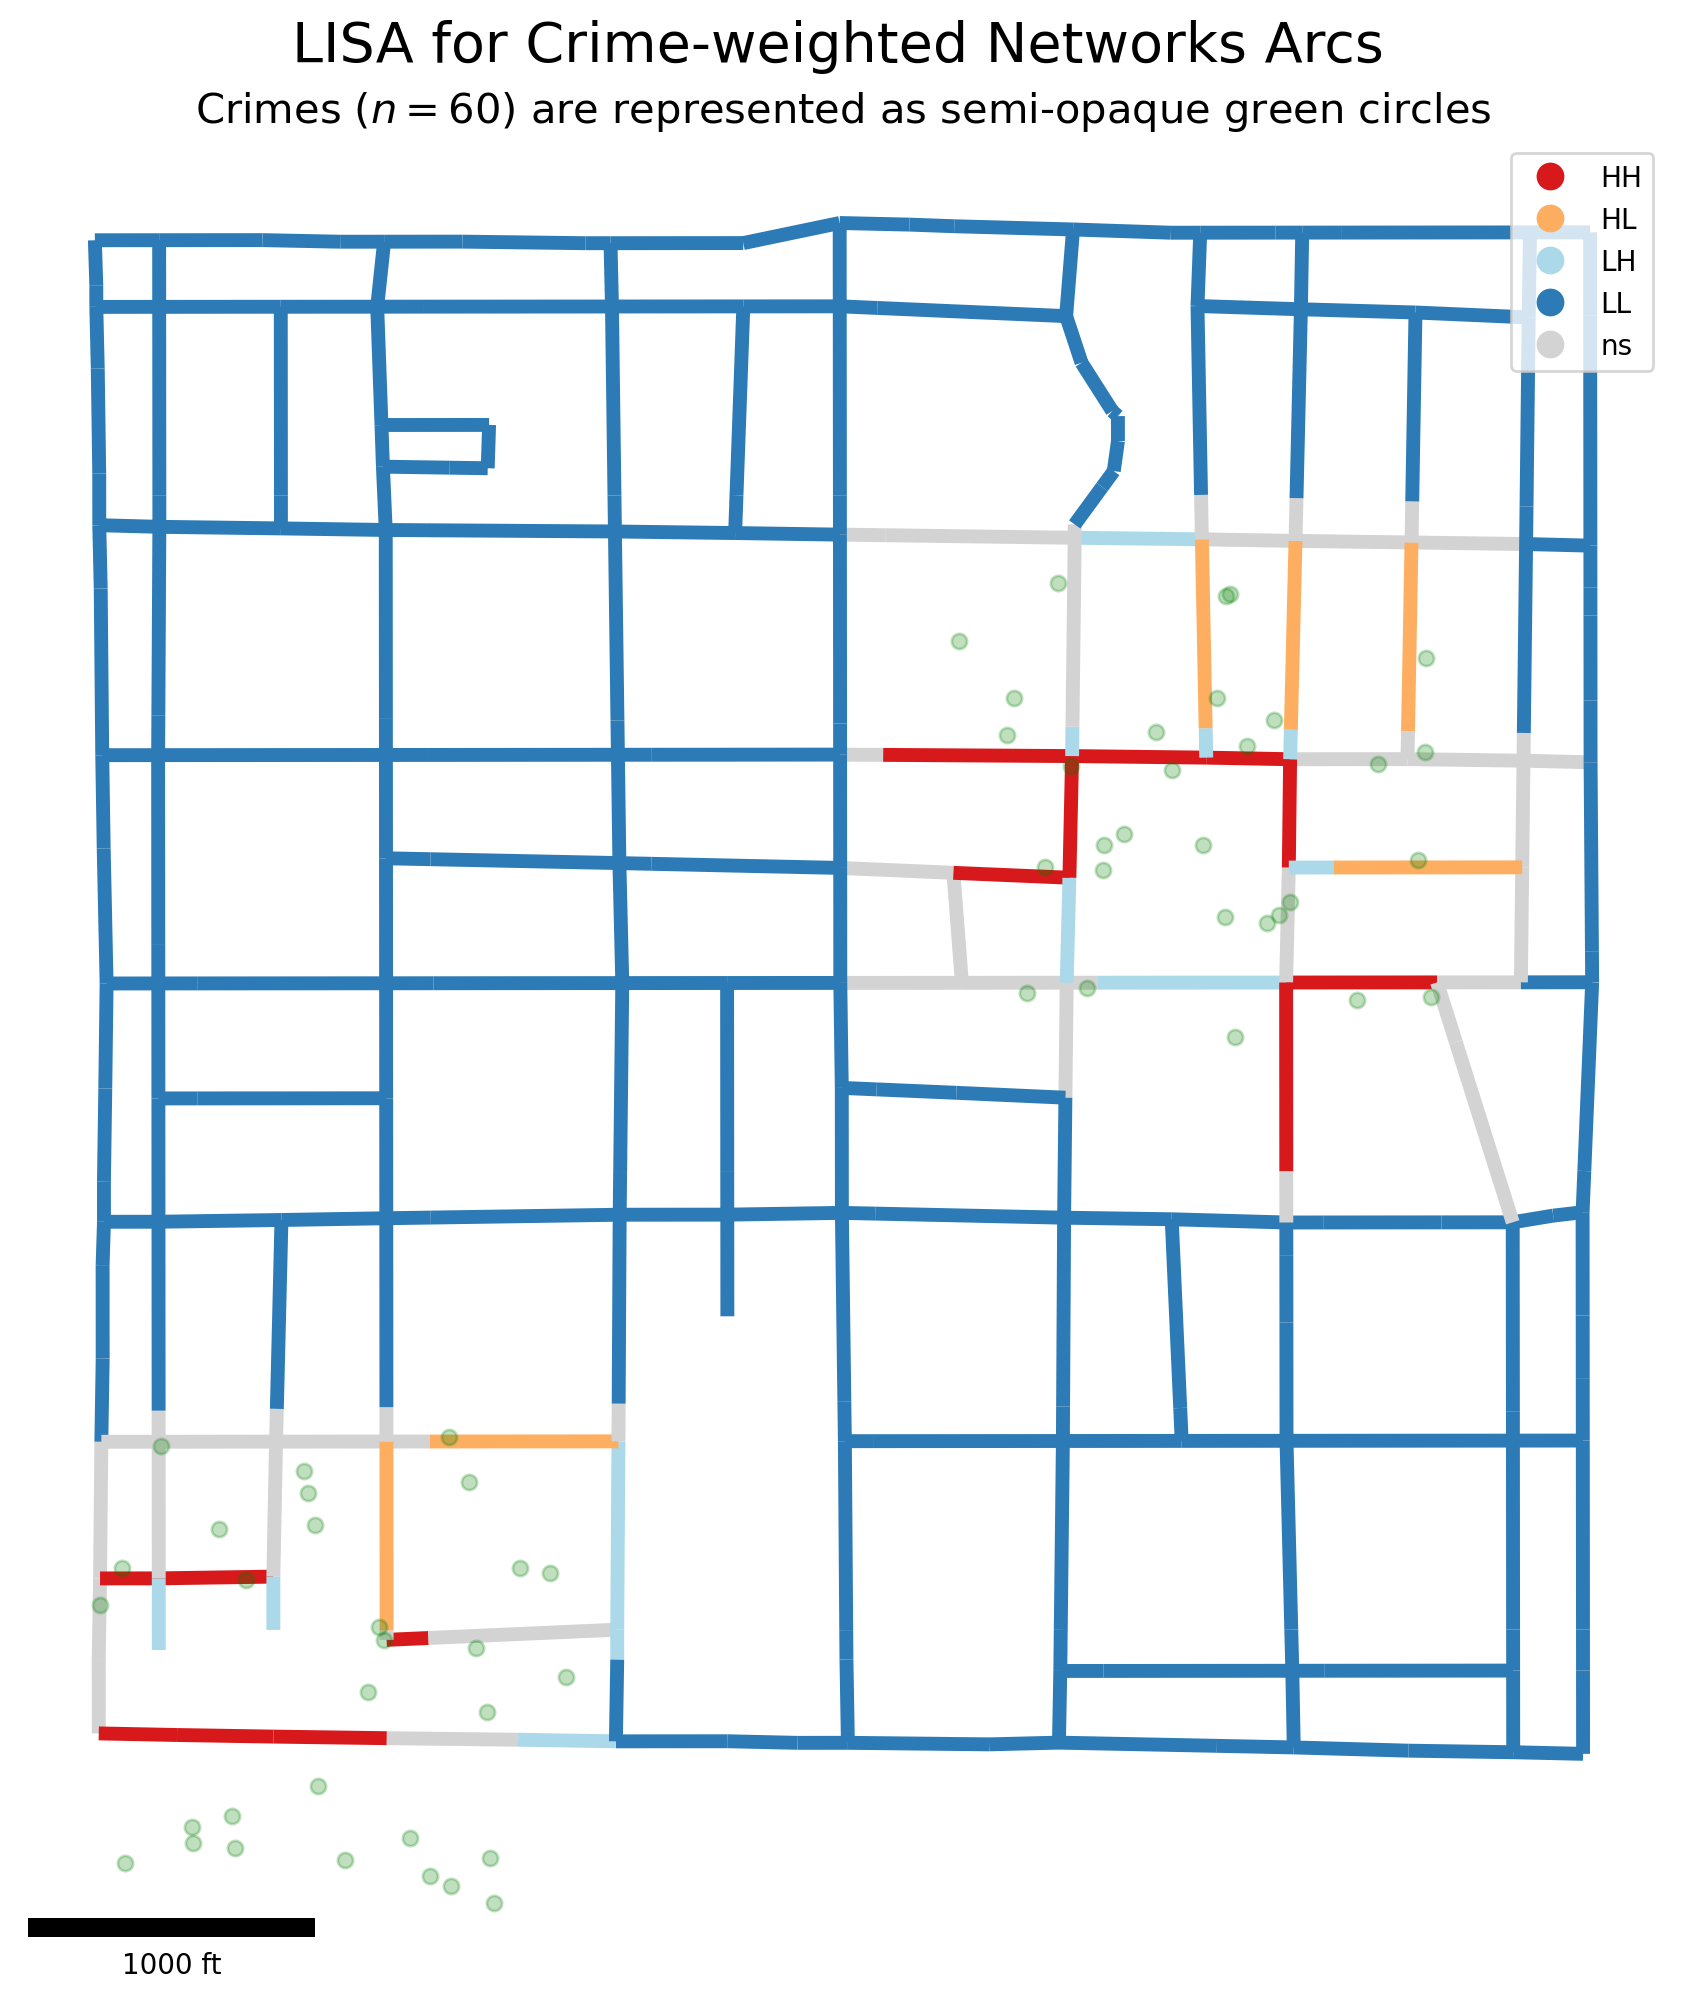 LISA for Crime-weighted Networks Arcs
Crimes (n = 60) are represented as semi-opaque green circles
HH
HL
LH
LL
ns
1000 ft